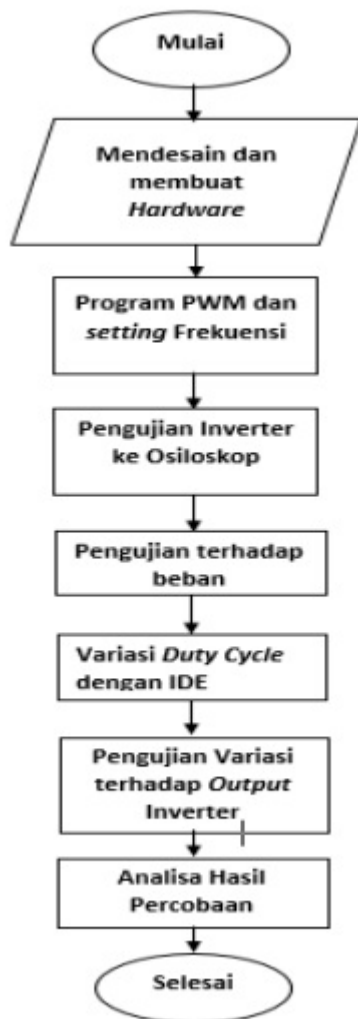 Mulai
Mendesain dan
membuat
Hardware
Program PWM dan
setting Frekuensi
Pengujian Inverter
ke Osiloskop
Pengujian terhadap
beban
Variasi Duty Cycle
dengan IDE
Pengujian Variasi
terhadap Output
Inverter
Analisa Hasil
Percobaan
Selesai